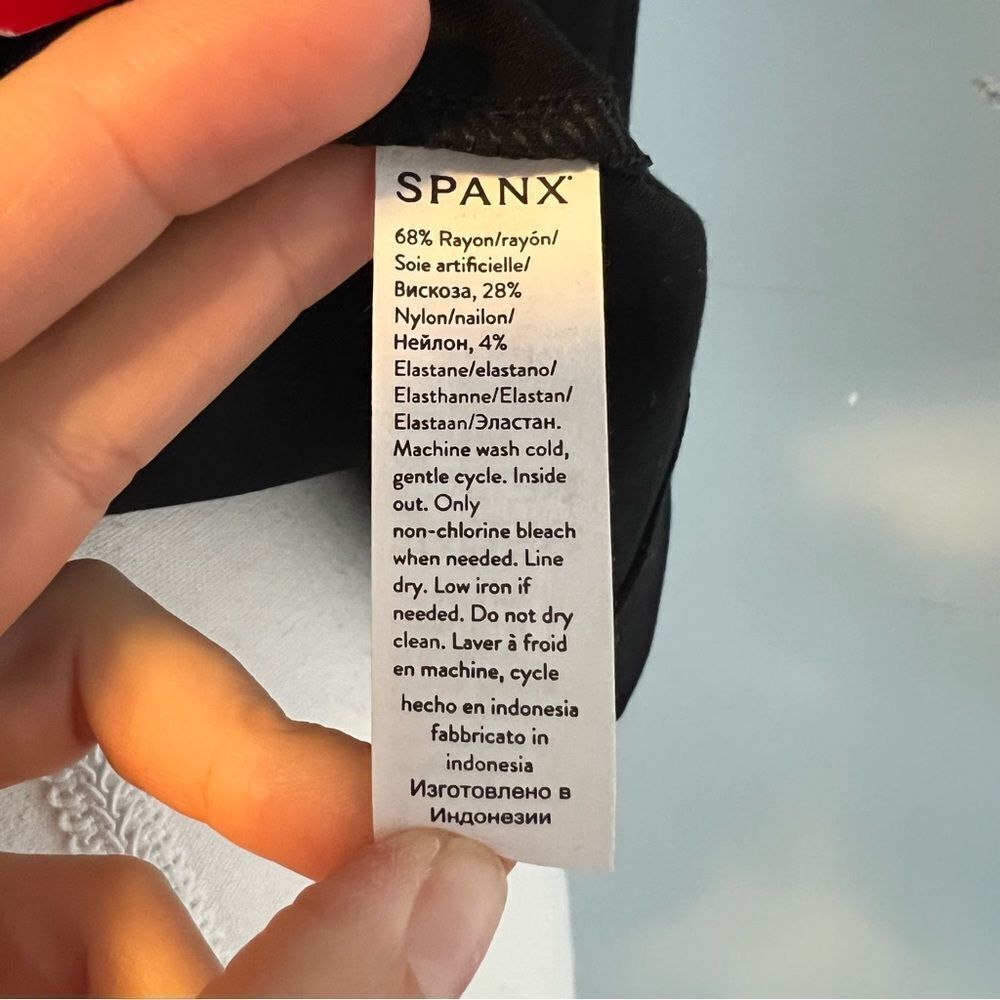 SPANX
68% Rayon/rayón/
Soie artificielle/
Вискоза, 28%
Nylon/nailon/
Нейлон, 4%
Elastane/elastano/
Elasthanne/Elastan/
Elastaan/Эластан.
Machine wash cold,
gentle cycle. Inside
out. Only
non-chlorine bleach
when needed. Line
dry. Low iron if
needed. Do not dry
clean. Laver à froid
en machine, cycle
hecho en indonesia
fabbricato in
indonesia
Изготовлено в
Индонезии